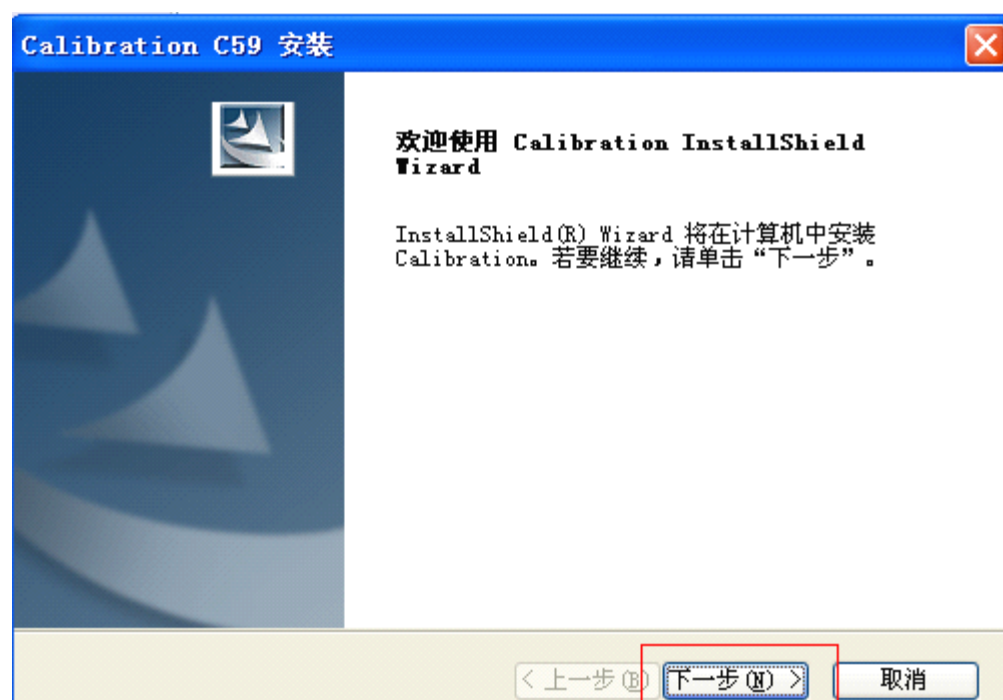 Calibration C59 安装
欢迎使用 Calibration InstallShield
Wizard
InstallShield(R) Wizard 将在计算机中安装
Calibration。若要继续，请单击“下一步”。
< 上一步(B)
下一步(N) >
取消